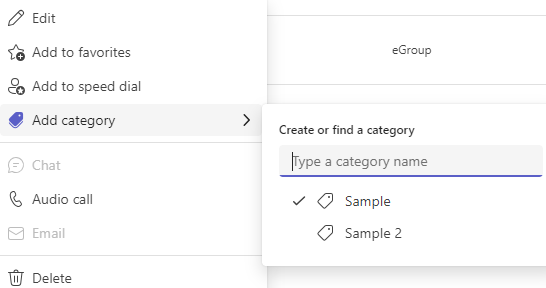 Edit
Add to favorites
eGroup
Add to speed dial
Add category
Create or find a category
Type a category name
Chat
Audio call
Sample
Email
Sample 2
Delete